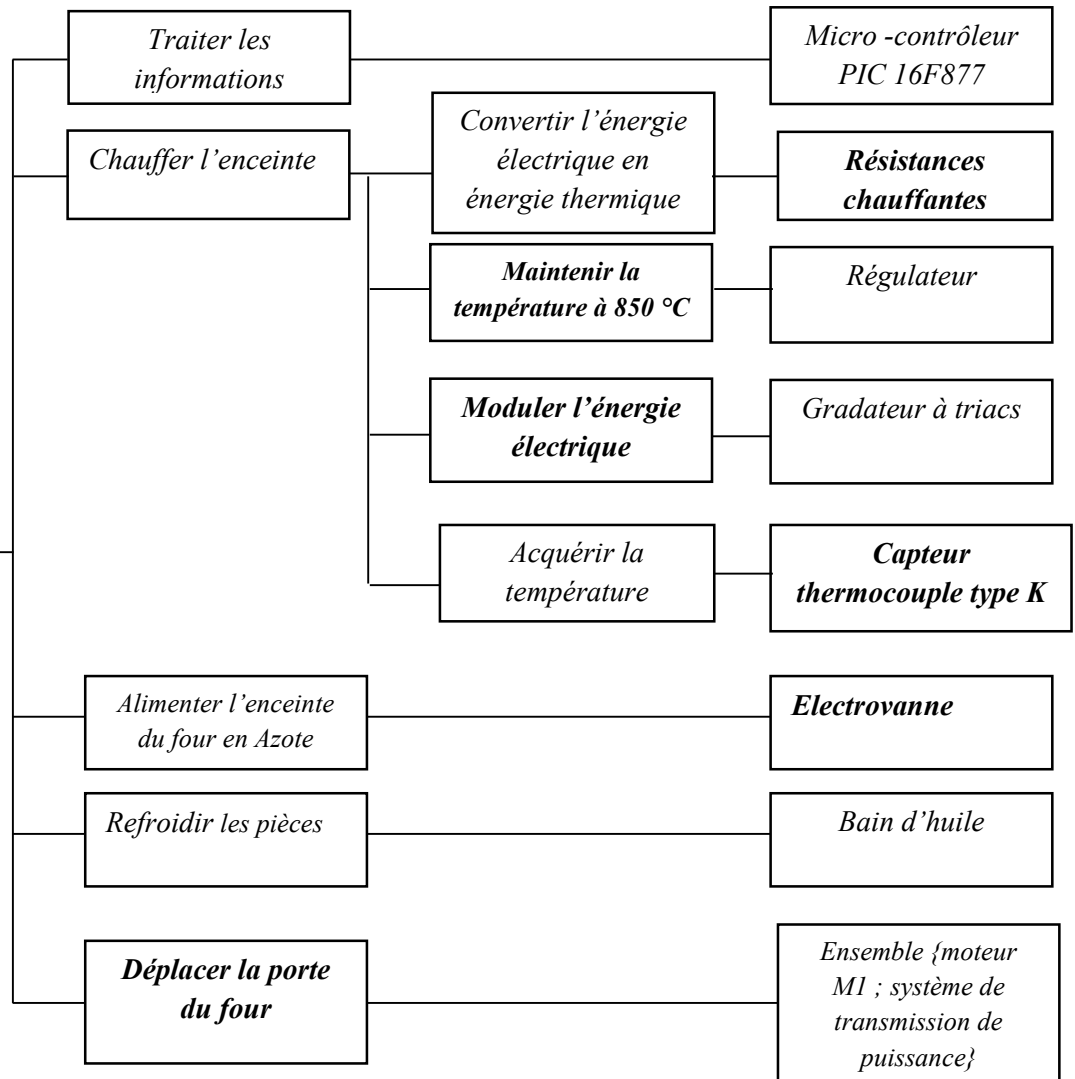 Traiter les
informations
Micro -contrôleur
PIC 16F877
Chauffer l’enceinte
Convertir l’énergie
électrique en
énergie thermique
Résistances
chauffantes
Maintenir la
température à 850 °C
Régulateur
Moduler l’énergie
électrique
Gradateur à triacs
Acquérir la
température
Capteur
thermocouple type K
Alimenter l’enceinte
du four en Azote
Electrovanne
Refroidir les pièces
Bain d’huile
Déplacer la porte
du four
Ensemble {moteur
M1 ; système de
transmission de
puissance}